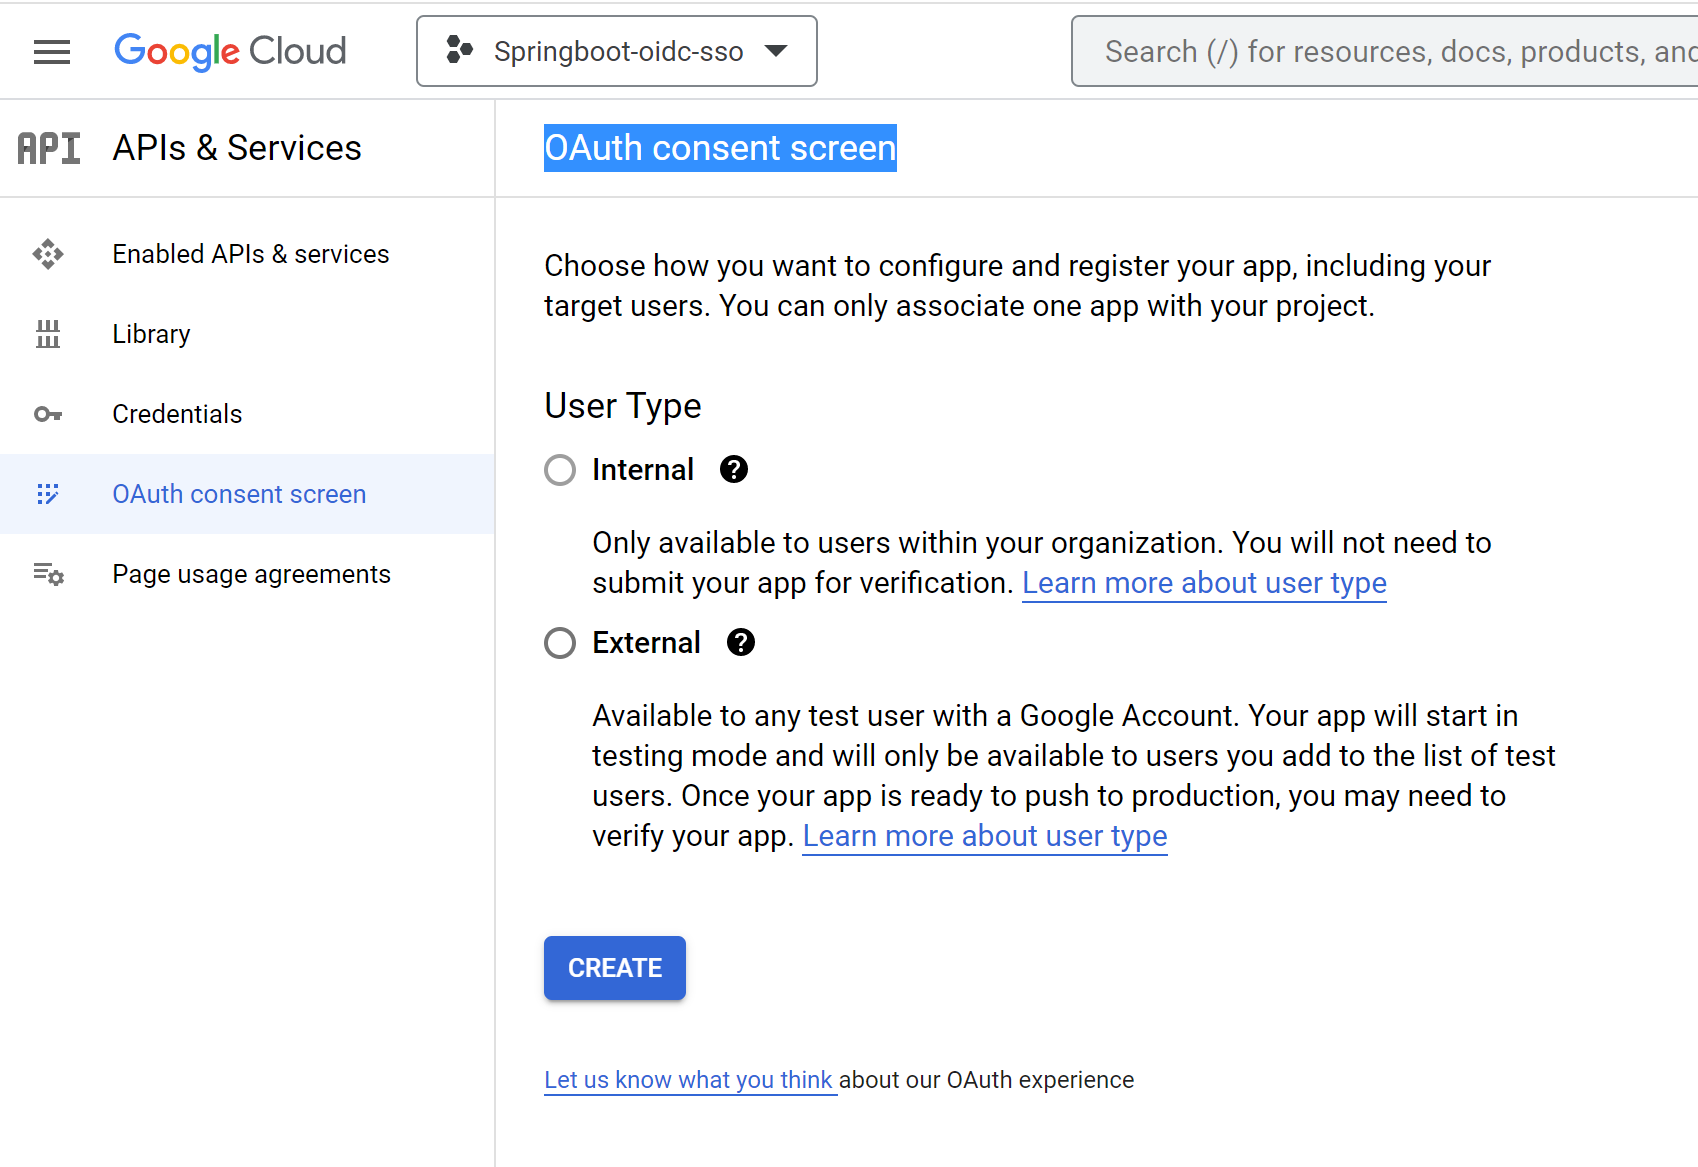 Google Cloud
Springboot-oidc-sso
Search (/) for resources, docs, products, and
API
APIs & Services
OAuth consent screen
Enabled APIs & services
Library
Credentials
OAuth consent screen
Page usage agreements
Choose how you want to configure and register your app, including your
target users. You can only associate one app with your project.
User Type
Internal
Only available to users within your organization. You will not need to
submit your app for verification. Learn more about user type
External
Available to any test user with a Google Account. Your app will start in
testing mode and will only be available to users you add to the list of test
users. Once your app is ready to push to production, you may need to
verify your app. Learn more about user type
CREATE
Let us know what you think about our OAuth experience